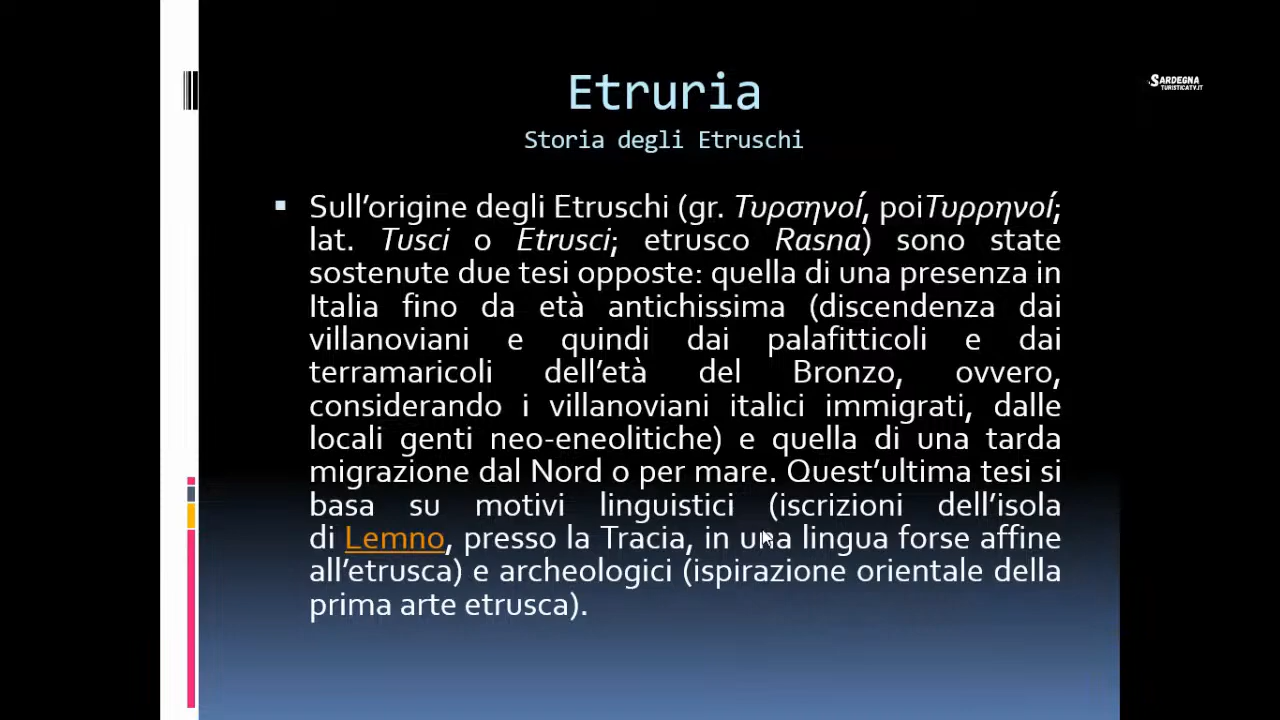 Etruria
SARDEGNA
TURISTICATV.IT
Storia degli Etruschi
▪ Sull’origine degli Etruschi (gr. Τυρσηνοί, poiΤυρρηνοί;
lat. Tusci o Etrusci; etrusco Rasna) sono state
sostenute due tesi opposte: quella di una presenza in
Italia fino da età antichissima (discendenza dai
villanoviani e quindi dai palafitticoli e dai
terramaricoli dell’età del Bronzo, ovvero,
considerando i villanoviani italici immigrati, dalle
locali genti neo-eneolitiche) e quella di una tarda
migrazione dal Nord o per mare. Quest’ultima tesi si
basa su motivi linguistici (iscrizioni dell’isola
di Lemno, presso la Tracia, in una lingua forse affine
all’etrusca) e archeologici (ispirazione orientale della
prima arte etrusca).